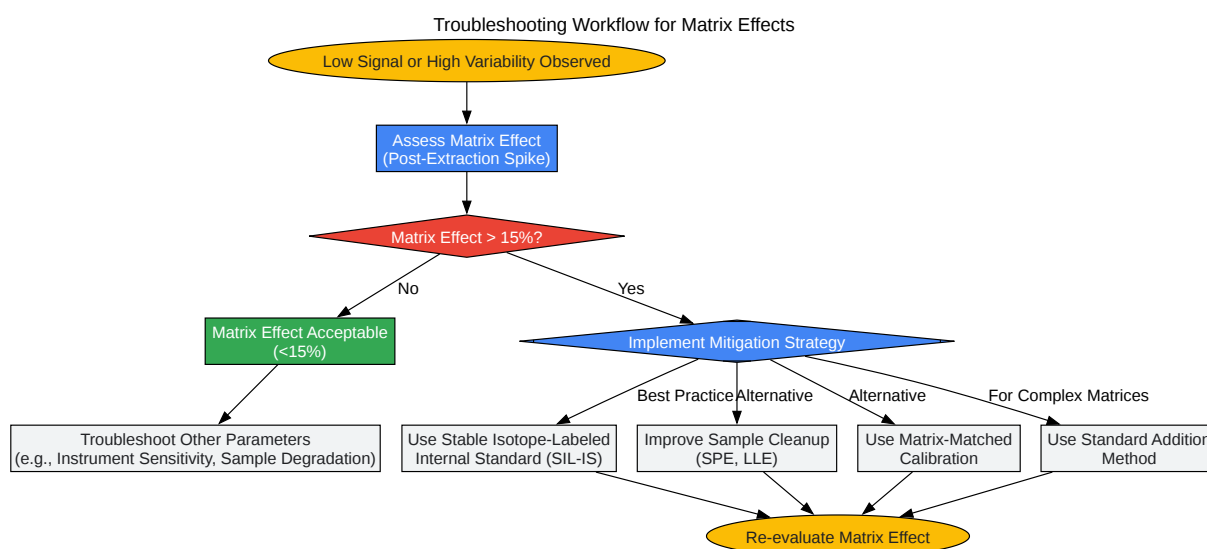 Troubleshooting Workflow for Matrix Effects
Low Signal or High Variability Observed
Assess Matrix Effect
(Post-Extraction Spike)
Matrix Effect > 15%?
No
Yes
Matrix Effect Acceptable
(<15%)
Implement Mitigation Strategy
Best Practice
Alternative
Alternative
For Complex Matrices
Troubleshoot Other Parameters
(e.g., Instrument Sensitivity, Sample Degradation)
Use Stable Isotope-Labeled
Internal Standard (SIL-IS)
Improve Sample Cleanup
(SPE, LLE)
Use Matrix-Matched
Calibration
Use Standard Addition
Method
Re-evaluate Matrix Effect